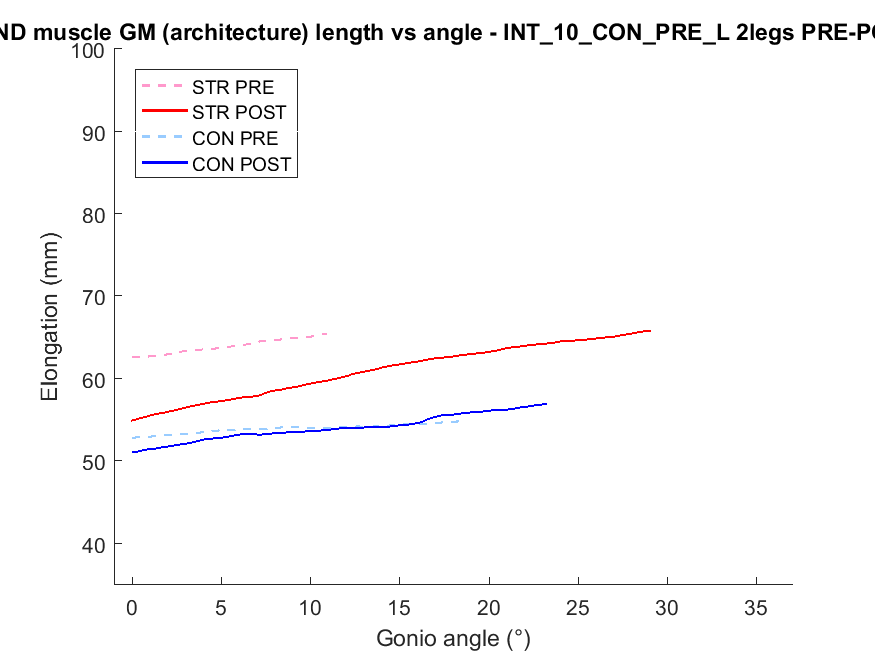 ND muscle GM (architecture) length vs angle - INT_10_CON_PRE_L 2legs PRE-PO
100
90
80
70
60
50
40
STR PRE
STR POST
CON PRE
CON POST
Elongation (mm)
0 5 10 15 20 25 30 35
Gonio angle (°)